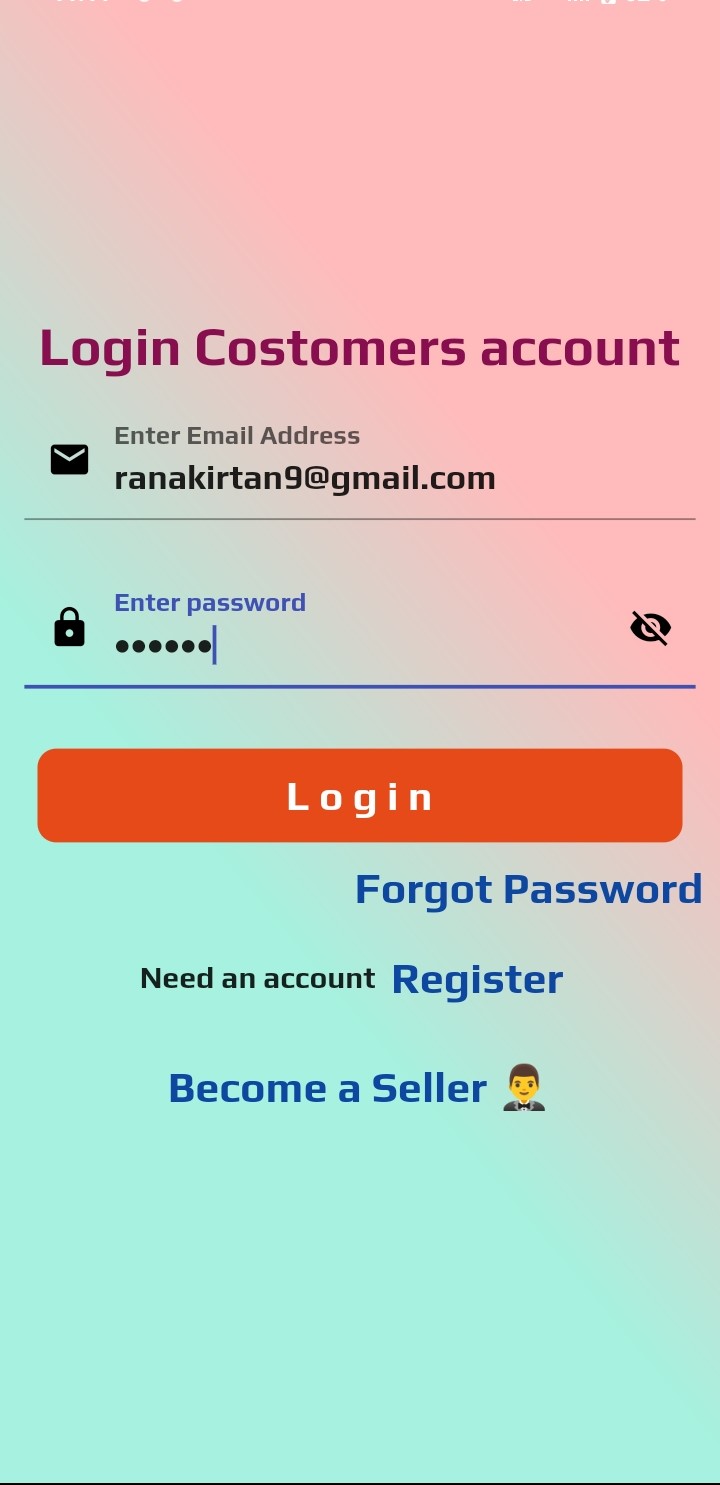 Login Costomers account
Enter Email Address
ranakirtan9@gmail.com
Enter password
••••••
Login
Forgot Password
Need an account Register
Become a Seller 🤵‍♂️